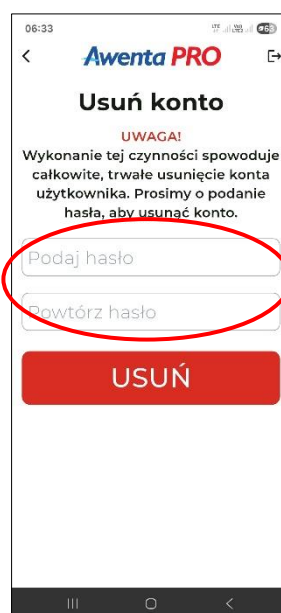 06:33
Awenta PRO
Usuń konto
UWAGA!
Wykonanie tej czynności spowoduje
całkowite, trwałe usunięcie konta
użytkownika. Prosimy o podanie
hasła, aby usunąć konto.
Podaj hasło
Powtórz hasło
USUŃ